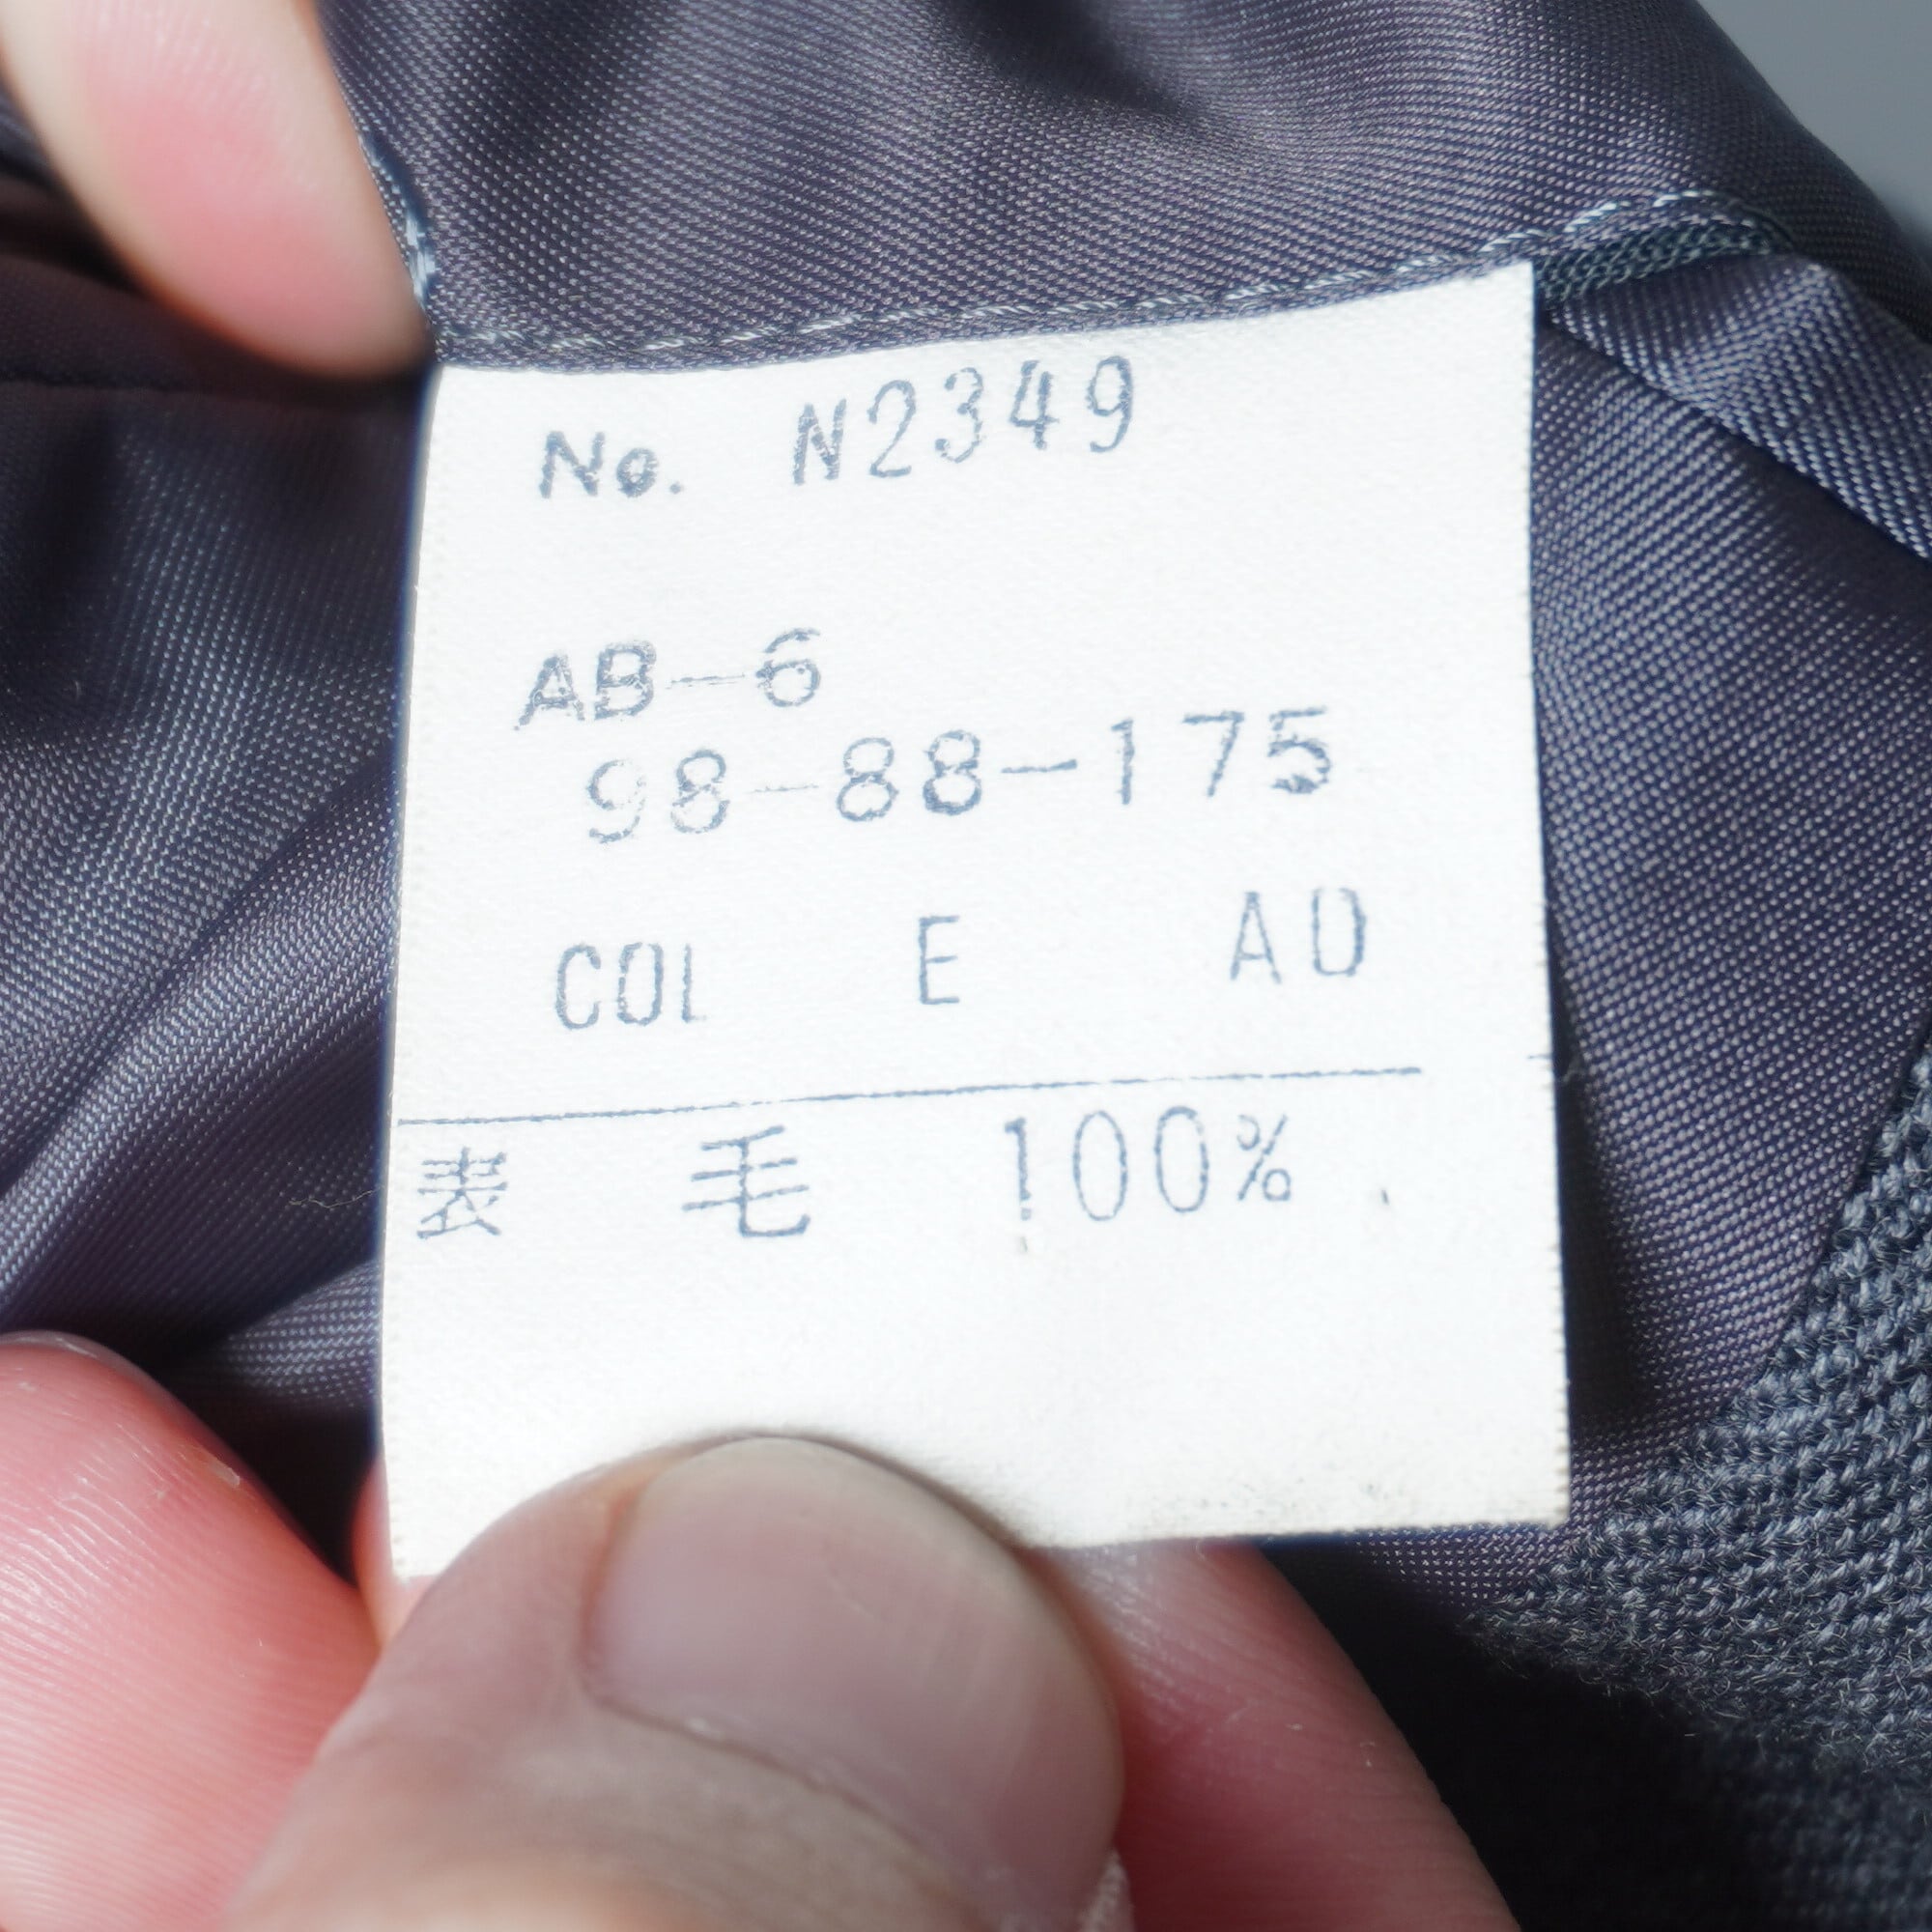 No. N2349
AB-6
98-88-175
COL E AD
表 毛 100%